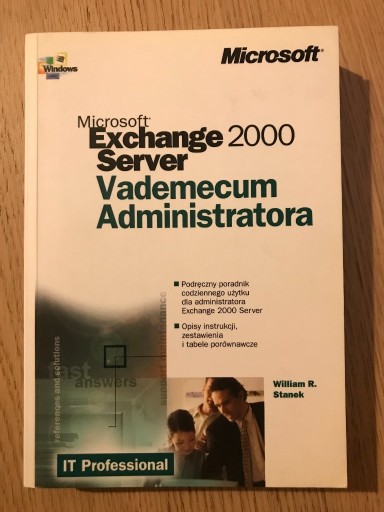 Windows
Microsoft®
Microsoft®
Exchange 2000
Server
Vademecum
Administratora
■ Podręczny poradnik
codziennego użytku
dla administratora
Exchange 2000 Server
■ Opisy instrukcji,
zestawienia
i tabele porównawcze
references and solutions
fast
answers
William R.
Stanek
IT Professional